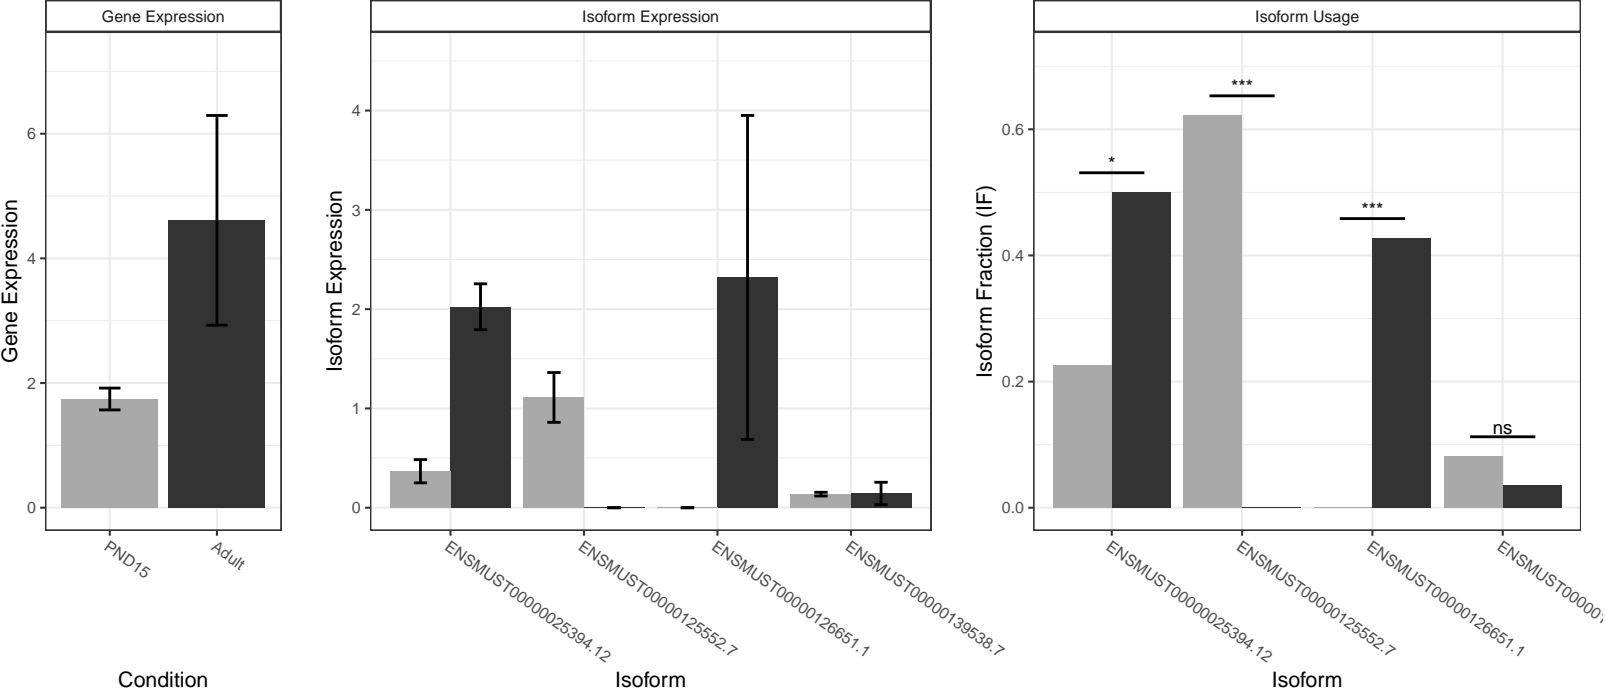 Gene Expression
Isoform Expression
Isoform Usage
Gene Expression
6
4
2
0
PND15
Adult
Condition
Isoform Expression
4
3
2
1
0
ENSMUST00000025394.12
ENSMUST00000125552.7
ENSMUST00000126651.1
ENSMUST00000139538.7
Isoform
Isoform Fraction (IF)
0.6
0.4
0.2
0.0
*
***
***
ns
ENSMUST00000025394.12
ENSMUST00000125552.7
ENSMUST00000126651.1
ENSMUST000001
Isoform